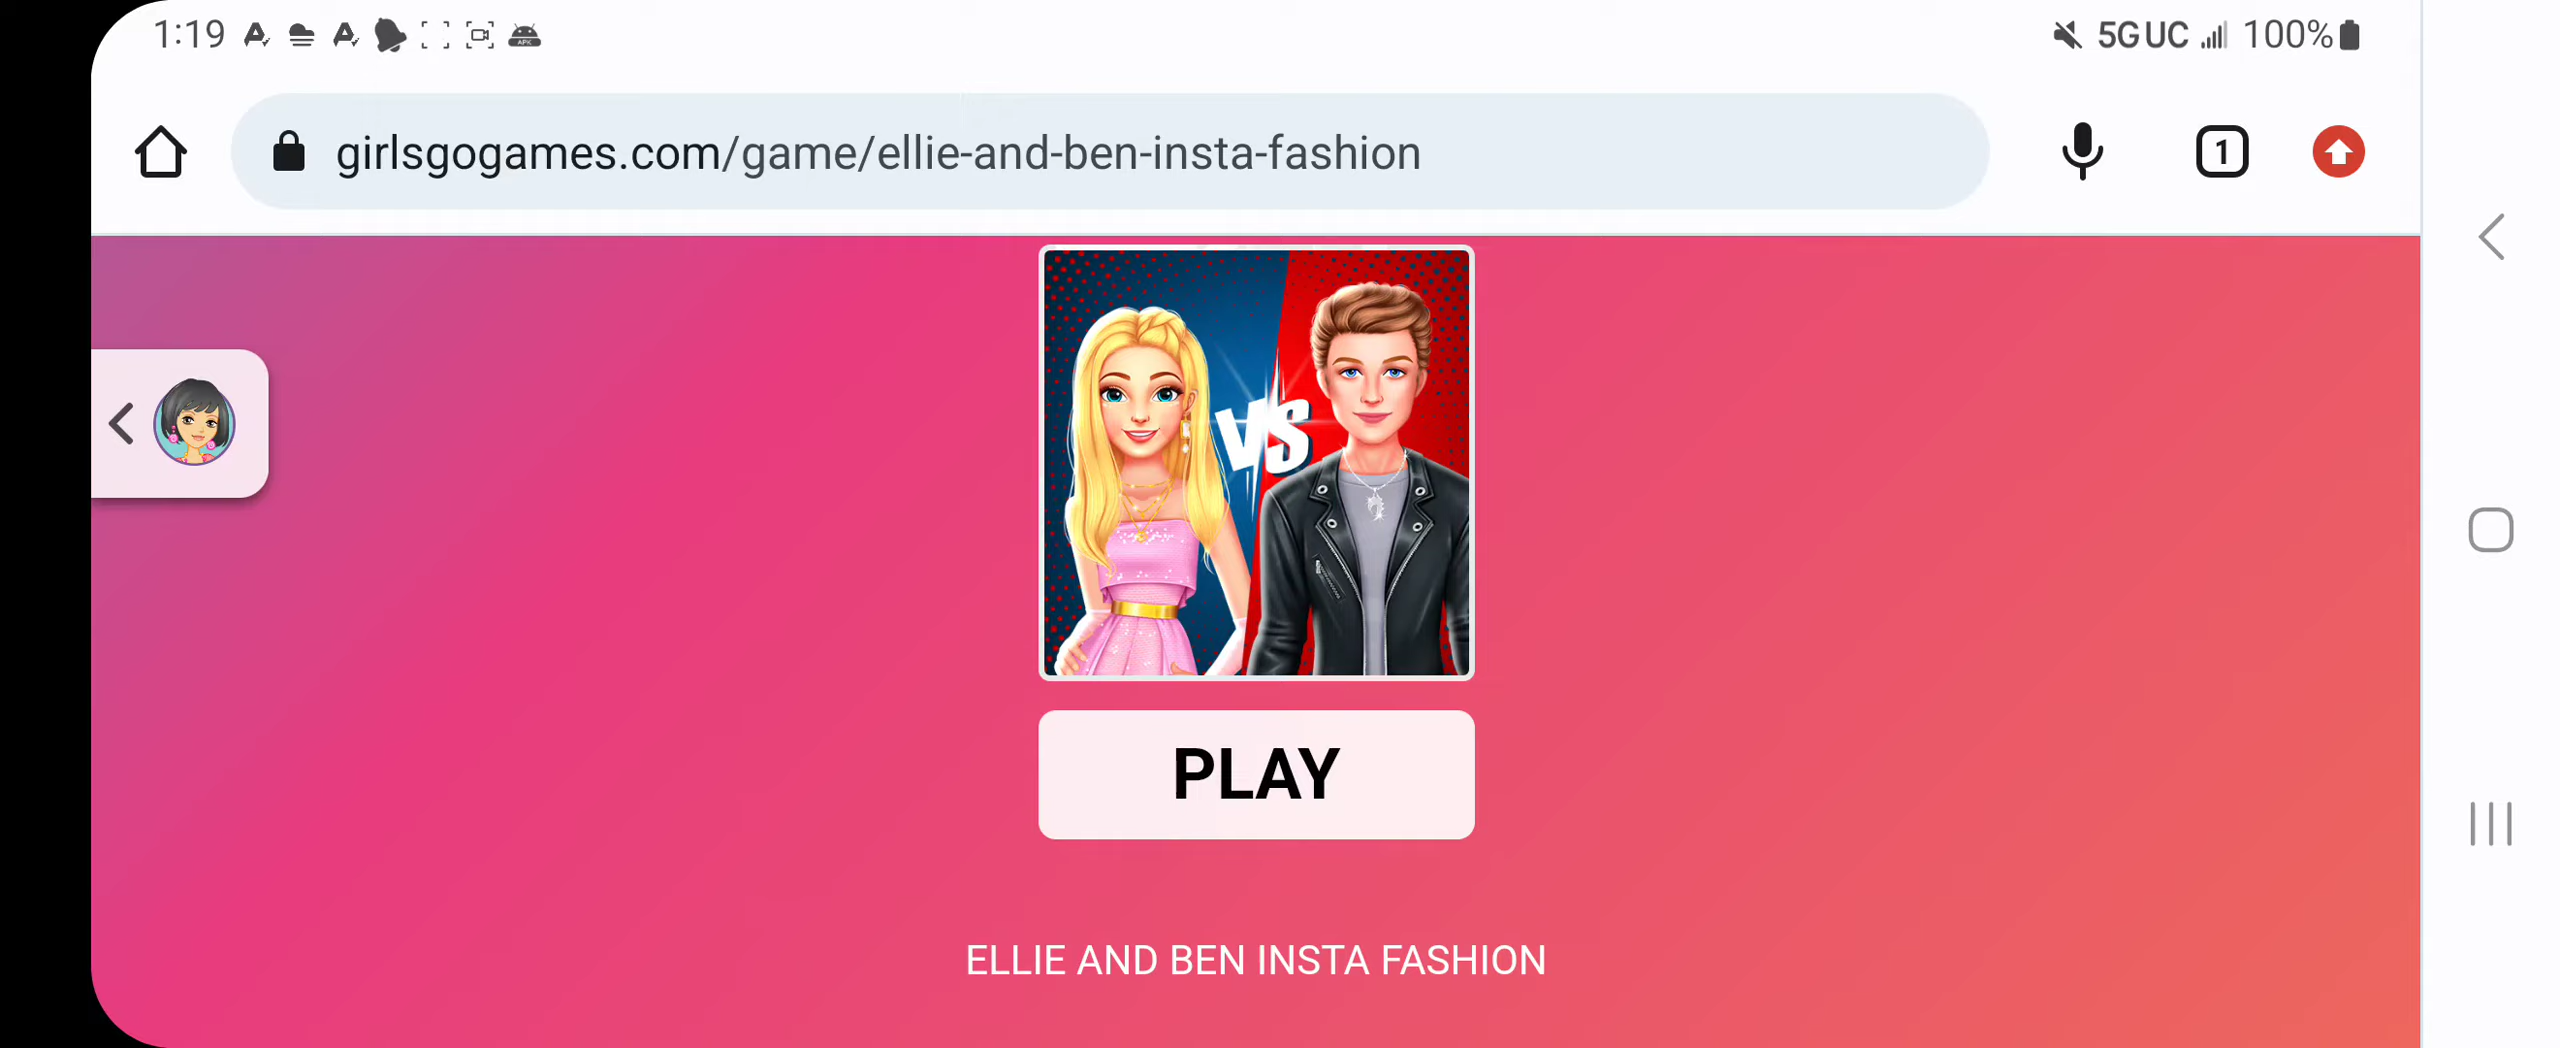 1:19
5G UC 100%
girlsgogames.com/game/ellie-and-ben-insta-fashion
1
VS
PLAY
ELLIE AND BEN INSTA FASHION